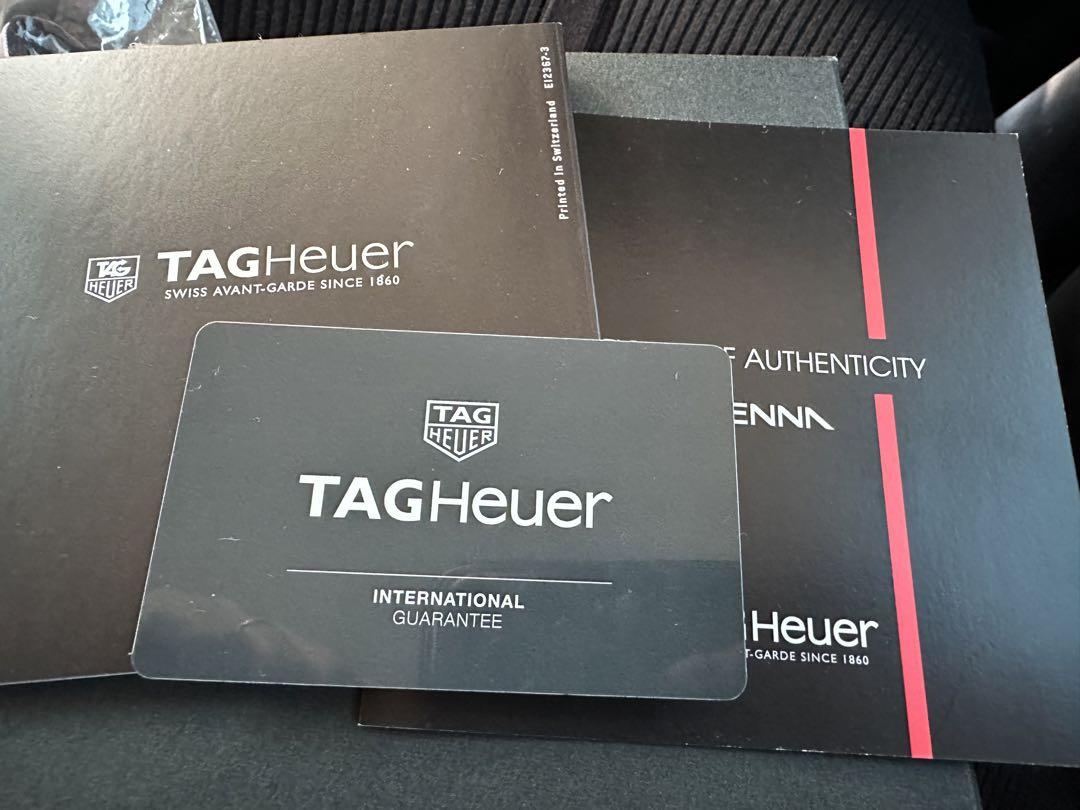 Printed in Switzerland EI2367-3
TAG
HEUER
TAGHeuer
SWISS AVANT-GARDE SINCE 1860
AUTHENTICITY
ENNA
TAG
HEUER
TAGHeuer
INTERNATIONAL
GUARANTEE
Heuer
T-GARDE SINCE 1860